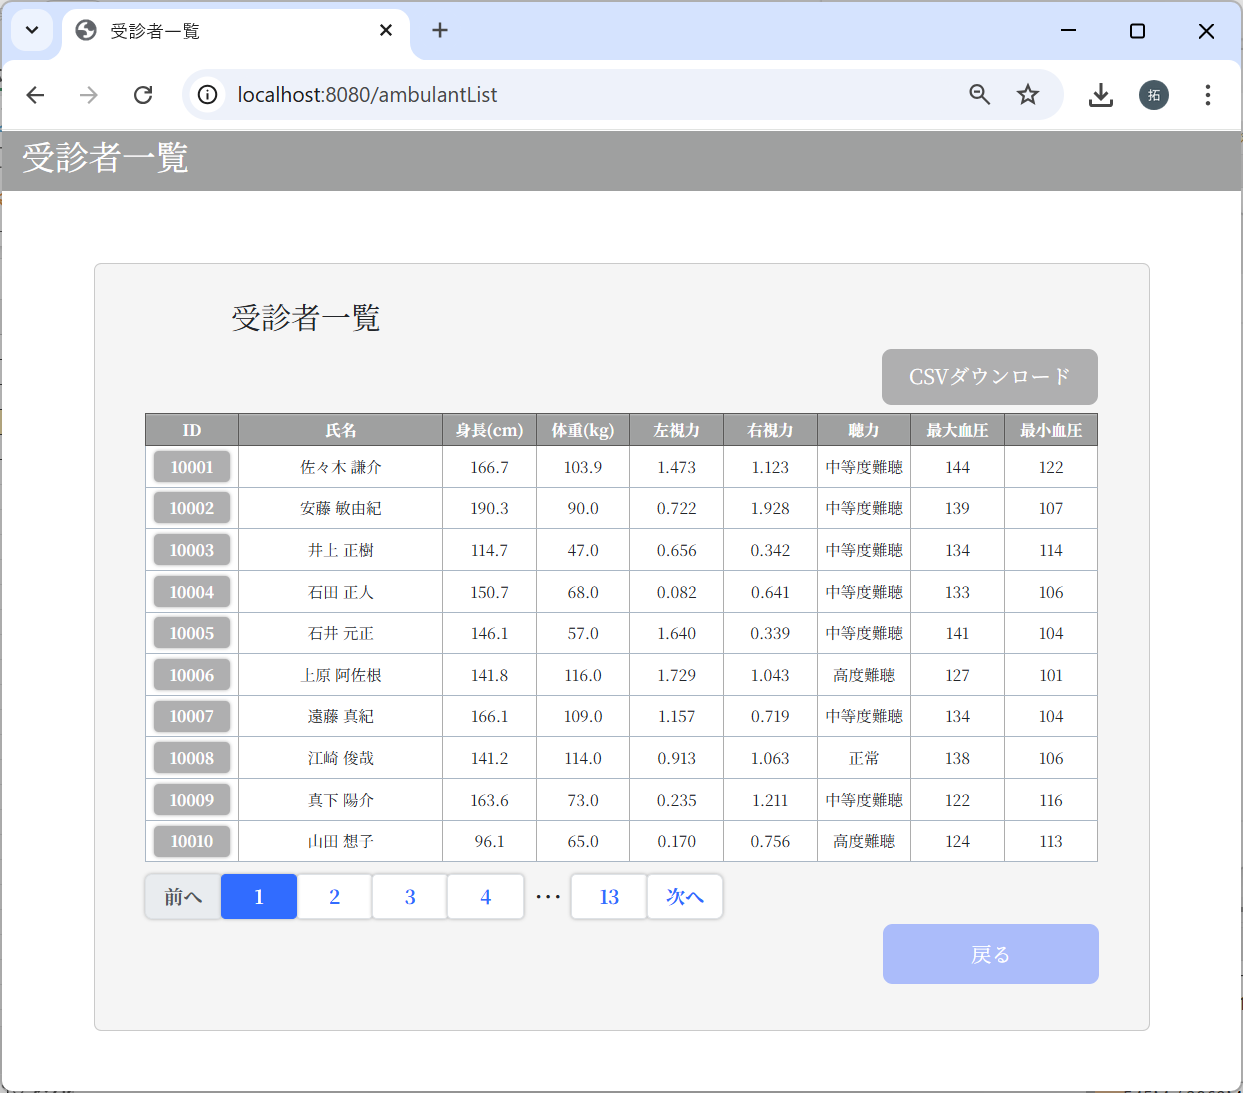 受診者一覧
localhost:8080/ambulantList
拓
受診者一覧
受診者一覧
CSVダウンロード
ID 氏名 身長(cm) 体重(kg) 左視力 右視力 聴力 最大血圧 最小血圧
10001 佐々木 謙介 166.7 103.9 1.473 1.123 中等度難聴 144 122
10002 安藤 敏由紀 190.3 90.0 0.722 1.928 中等度難聴 139 107
10003 井上 正樹 114.7 47.0 0.656 0.342 中等度難聴 134 114
10004 石田 正人 150.7 68.0 0.082 0.641 中等度難聴 133 106
10005 石井 元正 146.1 57.0 1.640 0.339 中等度難聴 141 104
10006 上原 阿佐根 141.8 116.0 1.729 1.043 高度難聴 127 101
10007 遠藤 真紀 166.1 109.0 1.157 0.719 中等度難聴 134 104
10008 江崎 俊哉 141.2 114.0 0.913 1.063 正常 138 106
10009 真下 陽介 163.6 73.0 0.235 1.211 中等度難聴 122 116
10010 山田 想子 96.1 65.0 0.170 0.756 高度難聴 124 113
前へ 1 2 3 4 … 13 次へ
戻る